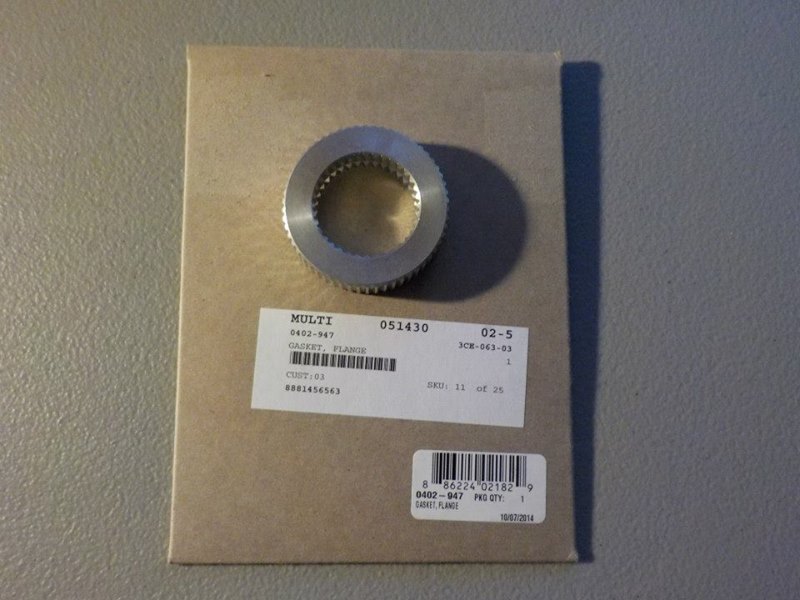 MULTI 051430 02-5
0402-947 3CE-063-03
GASKET, FLANGE 1
CUST:03 SKU: 11 of 25
8881456563
8 86224 02182 9
0402-947 PKG QTY: 1
GASKET, FLANGE
10/07/2014